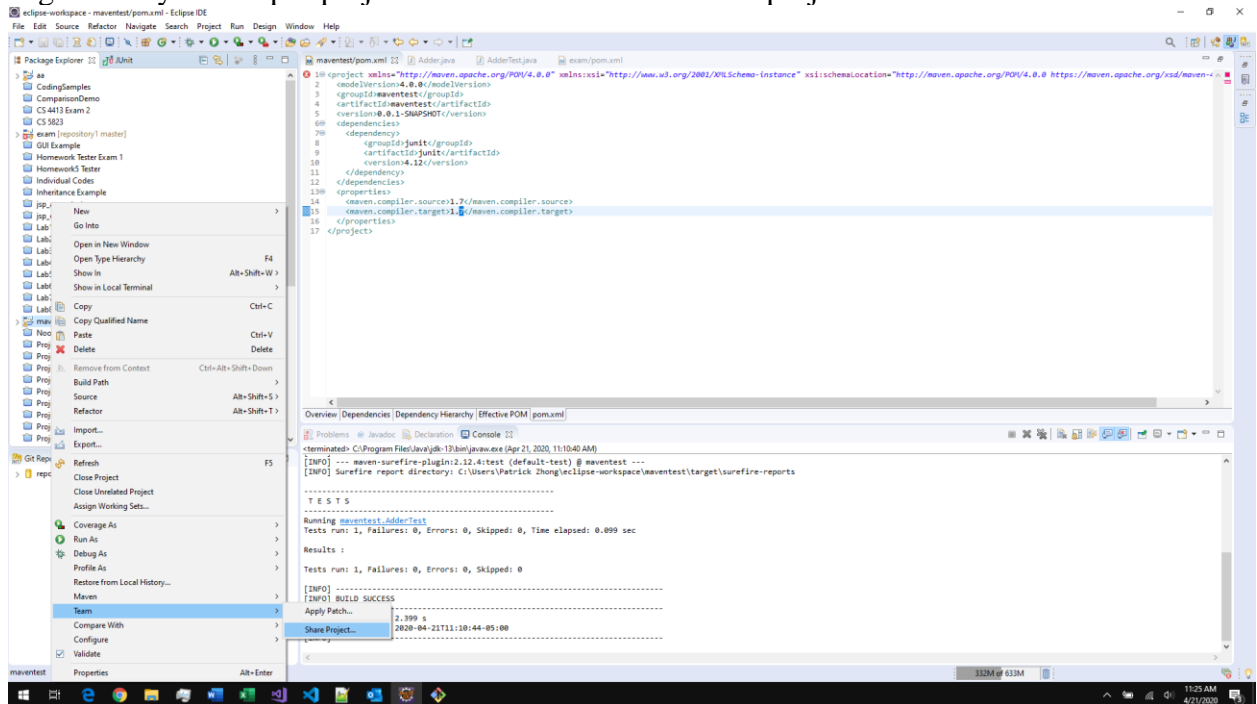 eclipse-workspace - maventest/pom.xml - Eclipse IDE
File Edit Source Refactor Navigate Search Project Run Design Window Help
Package Explorer JUnit
aa
CodingSamples
ComparisonDemo
CS 4413 Exam 2
CS 5823
exam [repository1 master]
GUI Example
Homework Tester Exam 1
Homework5 Tester
Individual Codes
Inheritance Example
maventest/pom.xml Adder.java AdderTest.java exam/pom.xml
1 <project xmlns="http://maven.apache.org/POM/4.0.0" xmlns:xsi="http://www.w3.org/2001/XMLSchema-instance" xsi:schemaLocation="http://maven.apache.org/POM/4.0.0 https://maven.apache.org/xsd/maven-4
2 <modelVersion>4.0.0</modelVersion>
3 <groupId>maventest</groupId>
4 <artifactId>maventest</artifactId>
5 <version>0.0.1-SNAPSHOT</version>
6 <dependencies>
7 <dependency>
8 <groupId>junit</groupId>
9 <artifactId>junit</artifactId>
10 <version>4.12</version>
11 </dependency>
12 </dependencies>
13 <properties>
14 <maven.compiler.source>1.7</maven.compiler.source>
15 <maven.compiler.target>1.7</maven.compiler.target>
16 </properties>
17 </project>
New
Go Into
Open in New Window
Open Type Hierarchy F4
Show In Alt+Shift+W
Show in Local Terminal
Copy Ctrl+C
Copy Qualified Name
Paste Ctrl+V
Delete Delete
Remove from Context Ctrl+Alt+Shift+Down
Build Path
Source Alt+Shift+S
Refactor Alt+Shift+T
Import...
Export...
Refresh F5
Close Project
Close Unrelated Project
Assign Working Sets...
Coverage As
Run As
Debug As
Profile As
Restore from Local History...
Maven
Team
Compare With
Configure
Validate
Properties Alt+Enter
Apply Patch...
Share Project...
Overview Dependencies Dependency Hierarchy Effective POM pom.xml
Problems Javadoc Declaration Console
<terminated> C:\Program Files\Java\jdk-13\bin\javaw.exe (Apr 21, 2020, 11:10:40 AM)
[INFO] --- maven-surefire-plugin:2.12.4:test (default-test) @ maventest ---
[INFO] Surefire report directory: C:\Users\Patrick Zhong\eclipse-workspace\maventest\target\surefire-reports
-------------------------------------------------------
T E S T S
-------------------------------------------------------
Running maventest.AdderTest
Tests run: 1, Failures: 0, Errors: 0, Skipped: 0, Time elapsed: 0.099 sec
Results :
Tests run: 1, Failures: 0, Errors: 0, Skipped: 0
[INFO] ------------------------------------------------------------------------
[INFO] BUILD SUCCESS
2.399 s
2020-04-21T11:10:44-05:00
maventest
332M of 633M
11:25 AM
4/21/2020